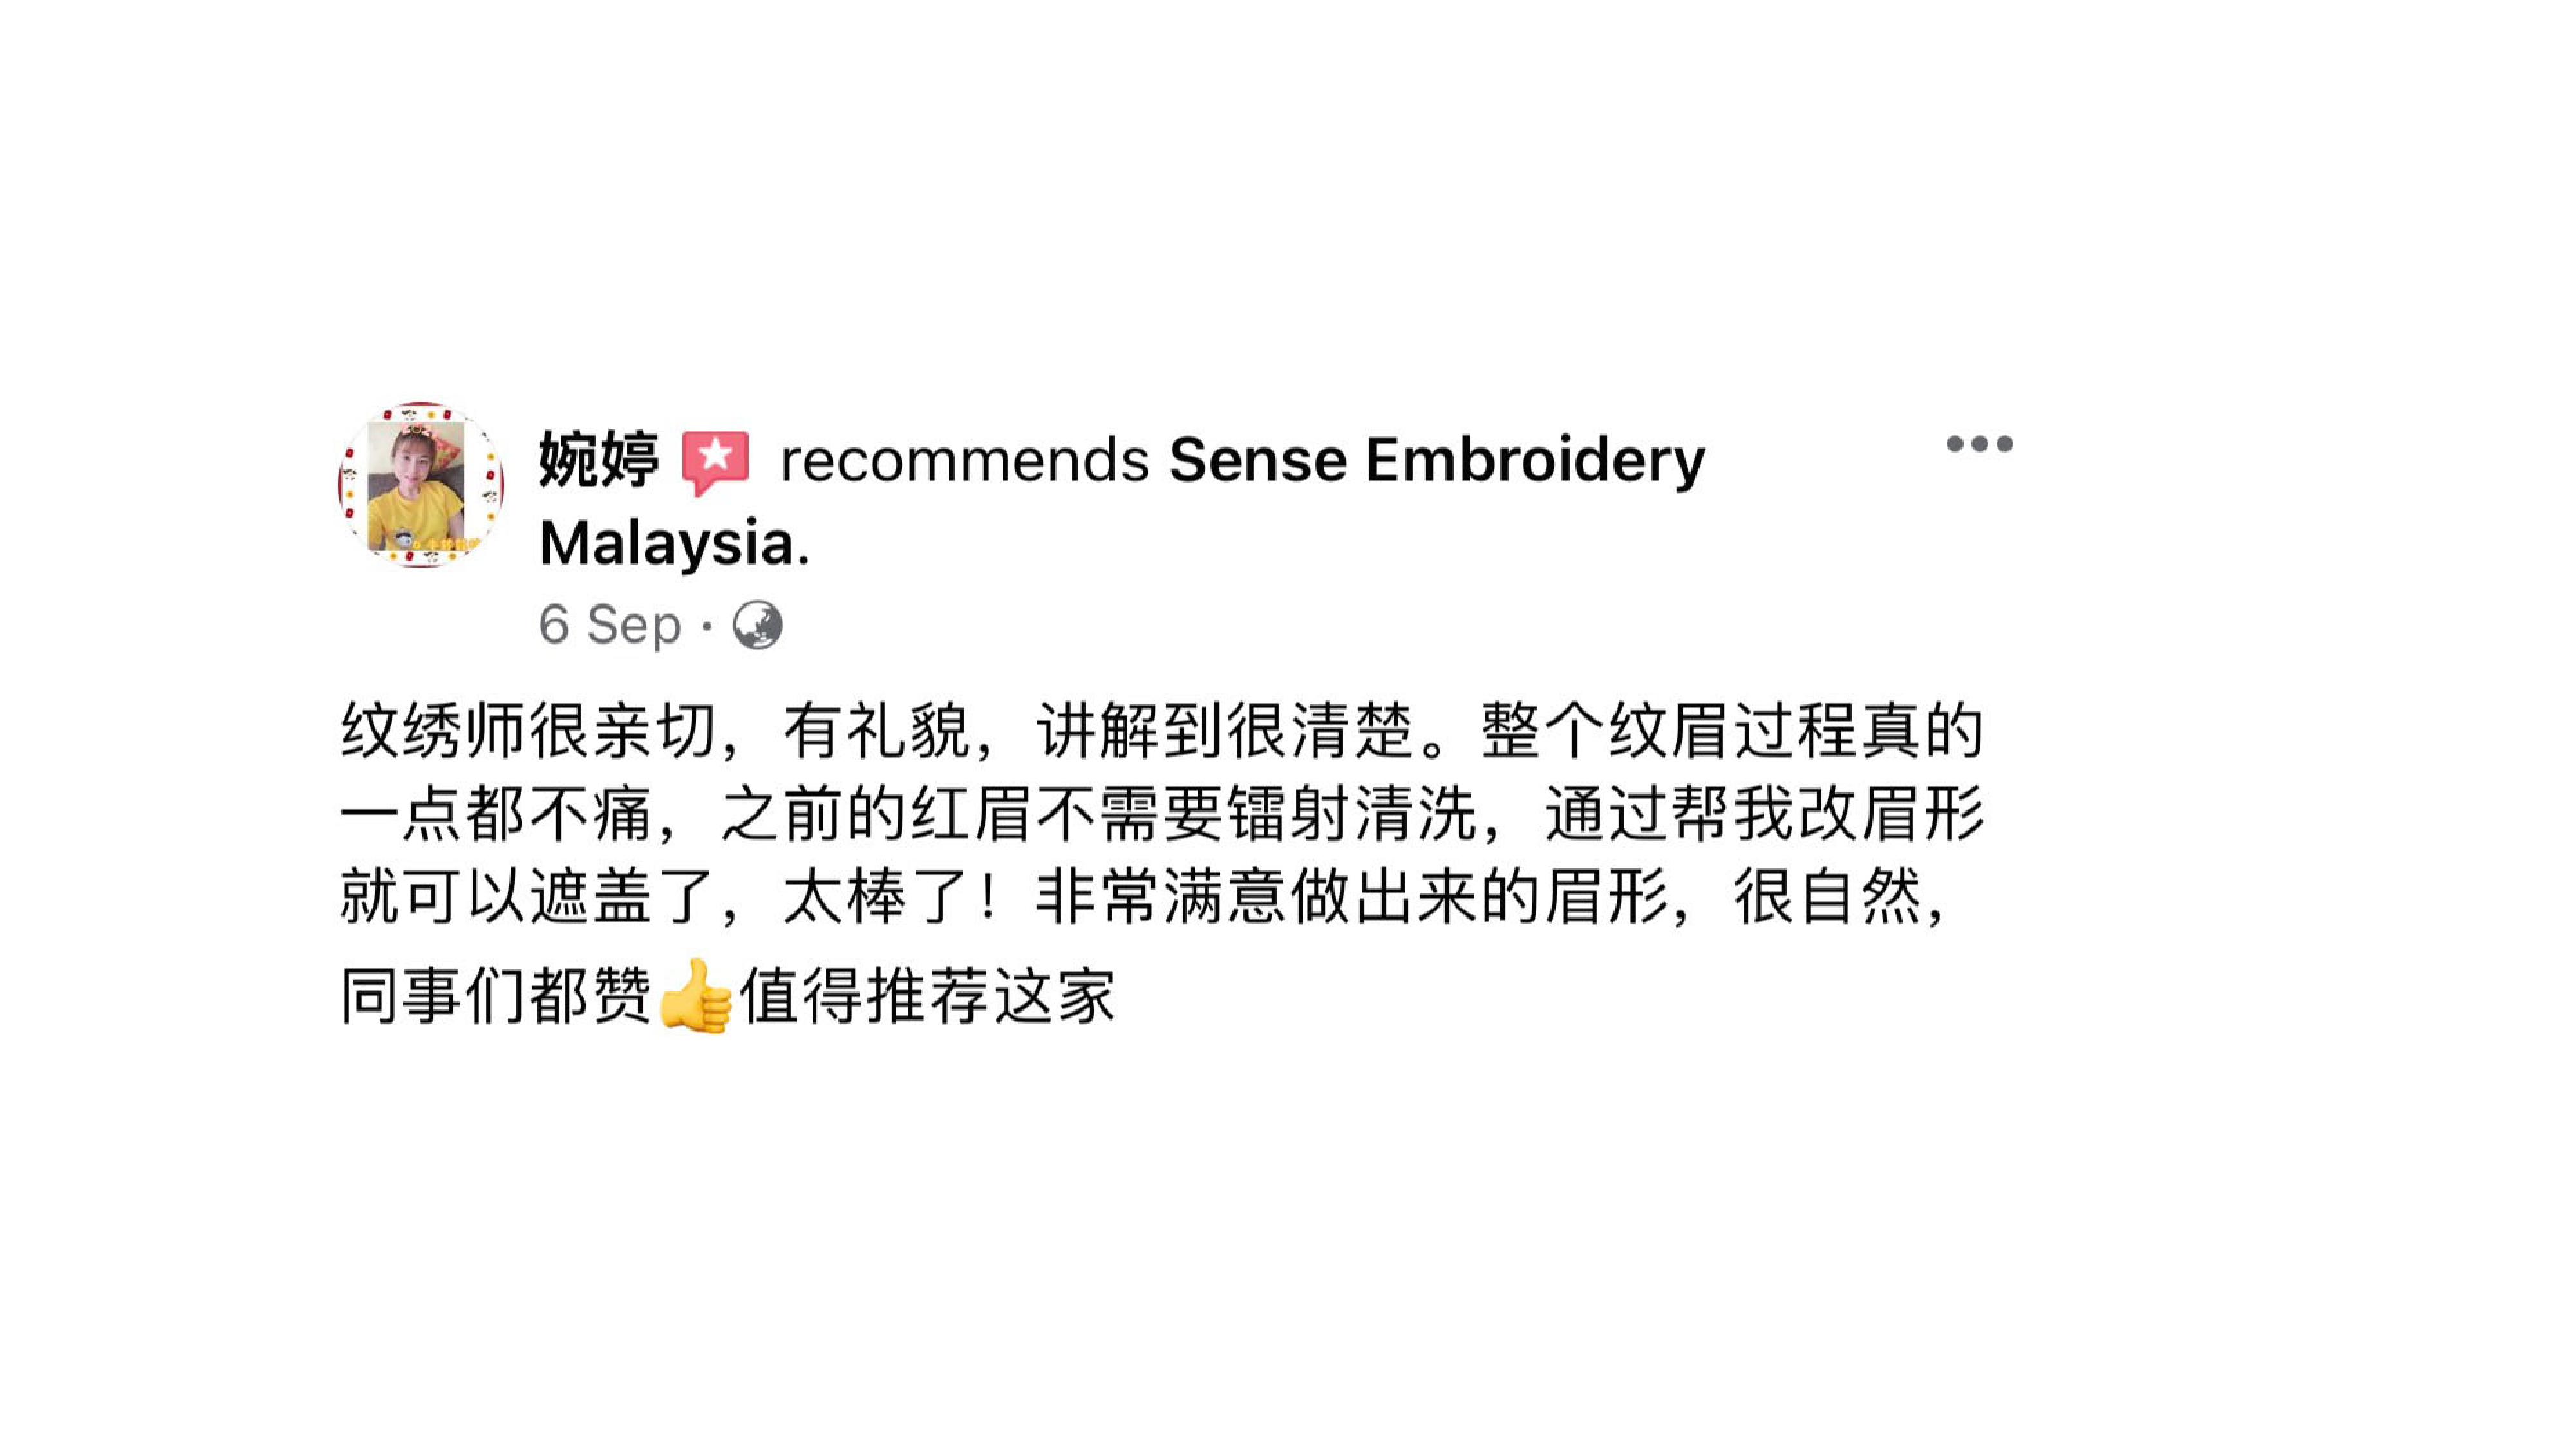 婉婷 recommends Sense Embroidery
Malaysia.
6 Sep ·
纹绣师很亲切，有礼貌，讲解到很清楚。整个纹眉过程真的
一点都不痛，之前的红眉不需要镭射清洗，通过帮我改眉形
就可以遮盖了，太棒了！非常满意做出来的眉形，很自然，
同事们都赞👍值得推荐这家